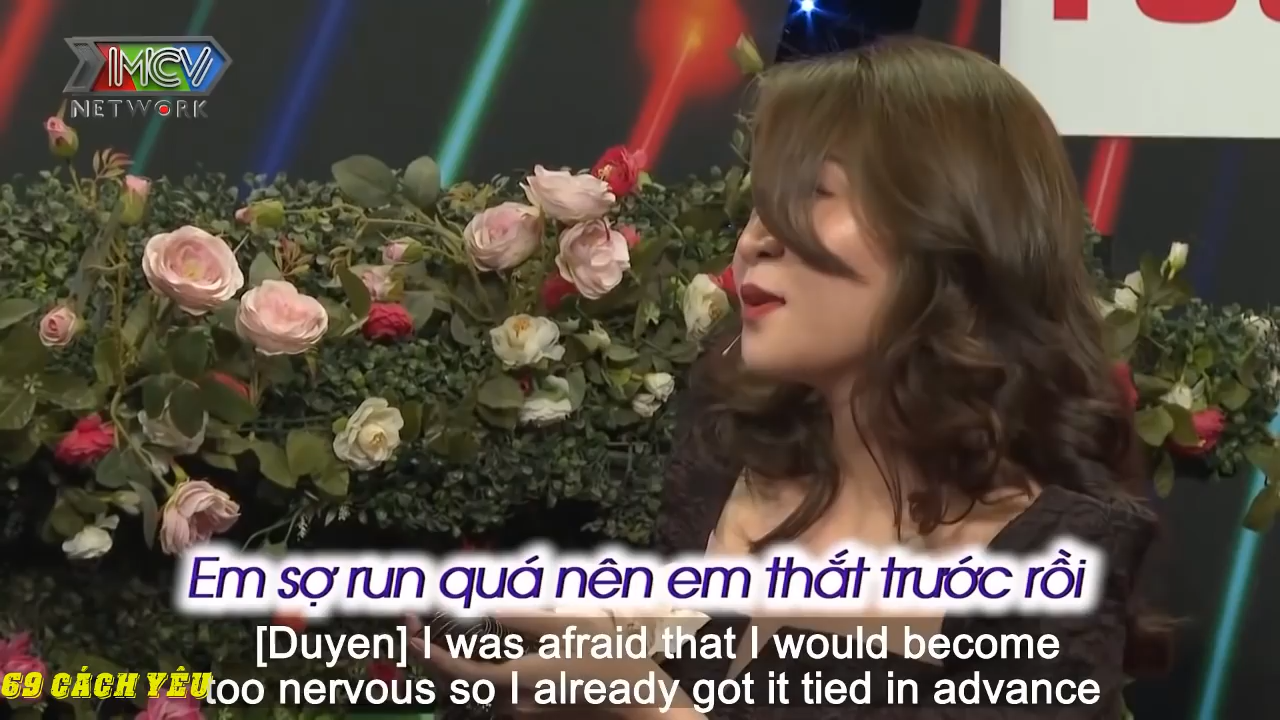 MCV
NETWORK
Em sợ run quá nên em thắt trước rồi
[Duyen] I was afraid that I would become
too nervous so I already got it tied in advance
69 CÁCH YÊU